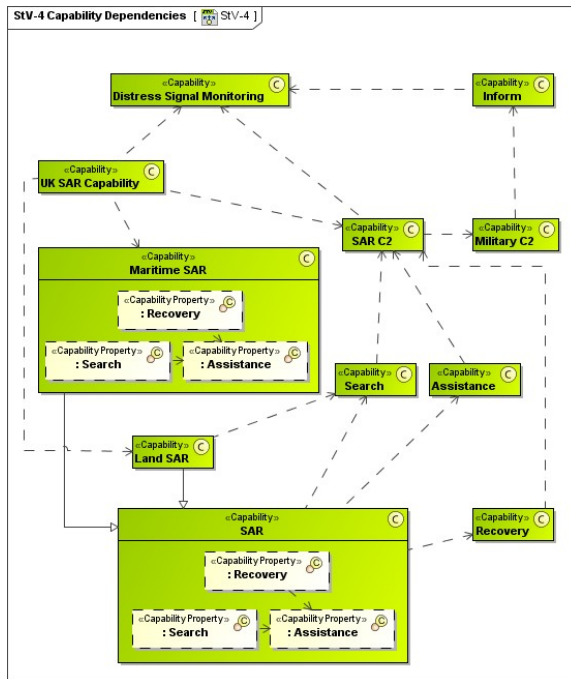 StV-4 Capability Dependencies [ StV-4 ]
«Capability»
Distress Signal Monitoring
«Capability»
Inform
«Capability»
UK SAR Capability
«Capability»
SAR C2
«Capability»
Military C2
«Capability»
Maritime SAR
«Capability Property»
: Recovery
«Capability Property»
: Search
«Capability Property»
: Assistance
«Capability»
Search
«Capability»
Assistance
«Capability»
Land SAR
«Capability»
SAR
«Capability Property»
: Recovery
«Capability Property»
: Search
«Capability Property»
: Assistance
«Capability»
Recovery